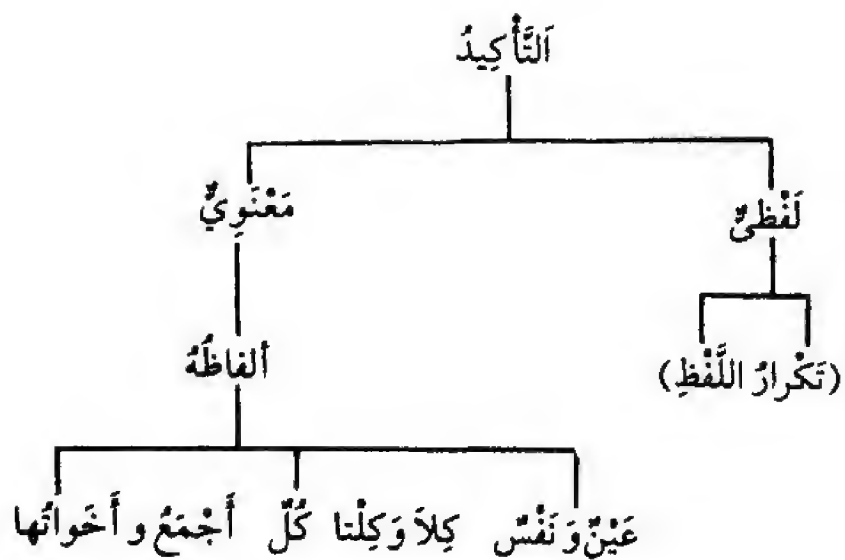 اَلتَّأْكِيدُ
لَفْظِيٌّ
مَعْنَوِيٌّ
(تَكْرارُ اللَّفْظِ)
ألفاظُهُ
عَيْنٌ وَ نَفْسٌ كِلاَ وَ كِلْتا كُلٌّ أَجْمَعُ و أَخَواتُها